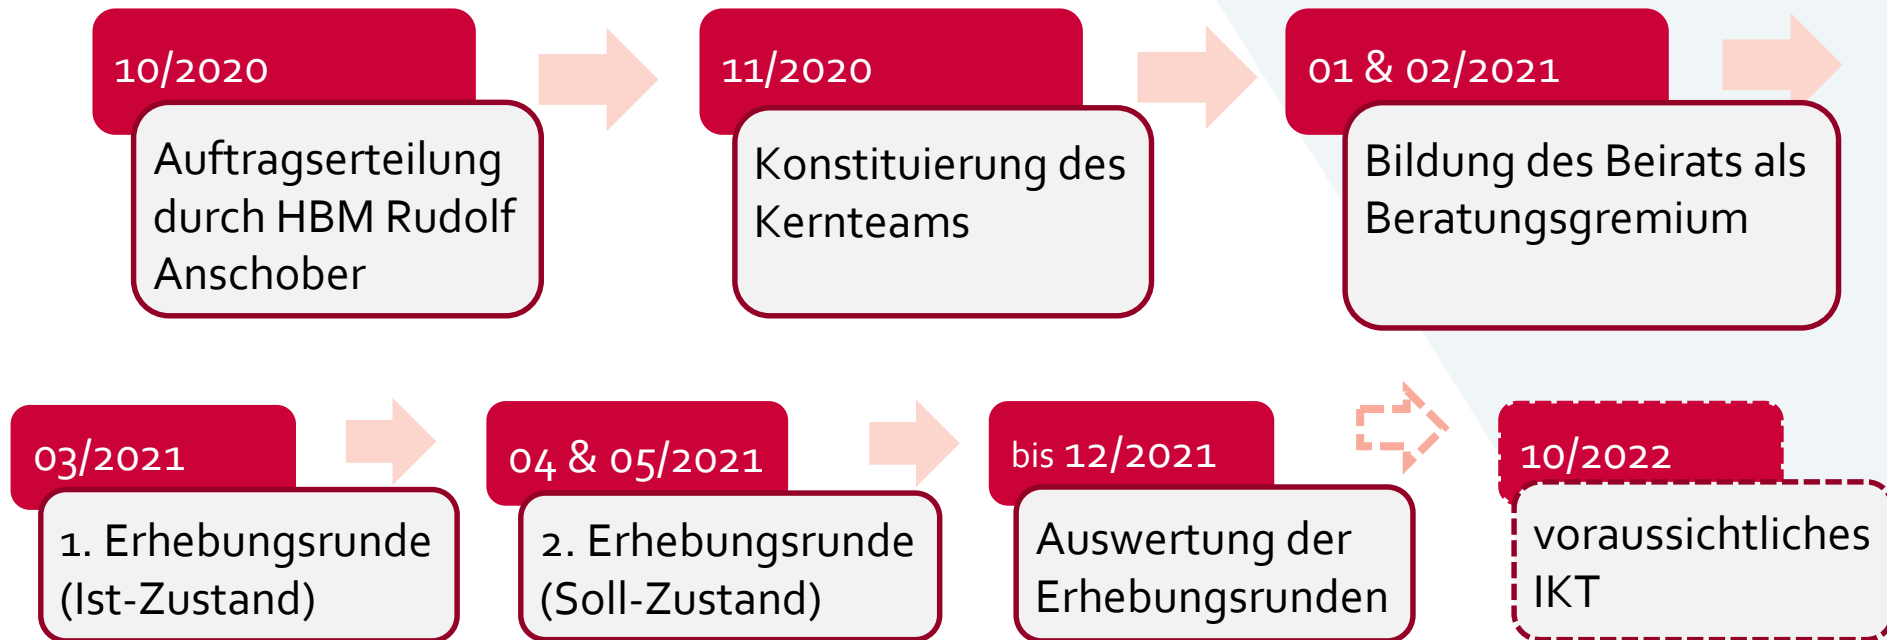 10/2020
Auftragserteilung
durch HBM Rudolf
Anschober
11/2020
Konstituierung des
Kernteams
01 & 02/2021
Bildung des Beirats als
Beratungsgremium
03/2021
1. Erhebungsrunde
(Ist-Zustand)
04 & 05/2021
2. Erhebungsrunde
(Soll-Zustand)
bis 12/2021
Auswertung der
Erhebungsrunden
10/2022
voraussichtliches
IKT